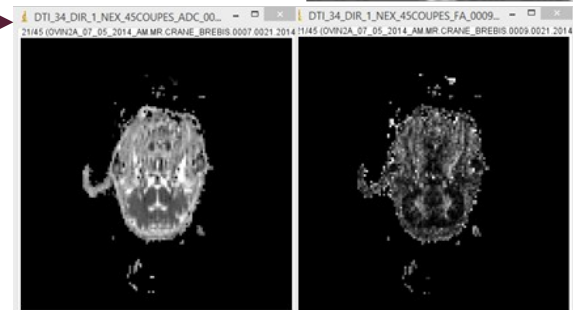 DTI_34_DIR_1_NEX_45COUPES_ADC_00...
21/45 (OVIN2A_07_05_2014_AM.MR.CRANE_BREBIS.0007.0021.2014
DTI_34_DIR_1_NEX_45COUPES_FA_0009...
21/45 (OVIN2A_07_05_2014_AM.MR.CRANE_BREBIS.0009.0021.2014